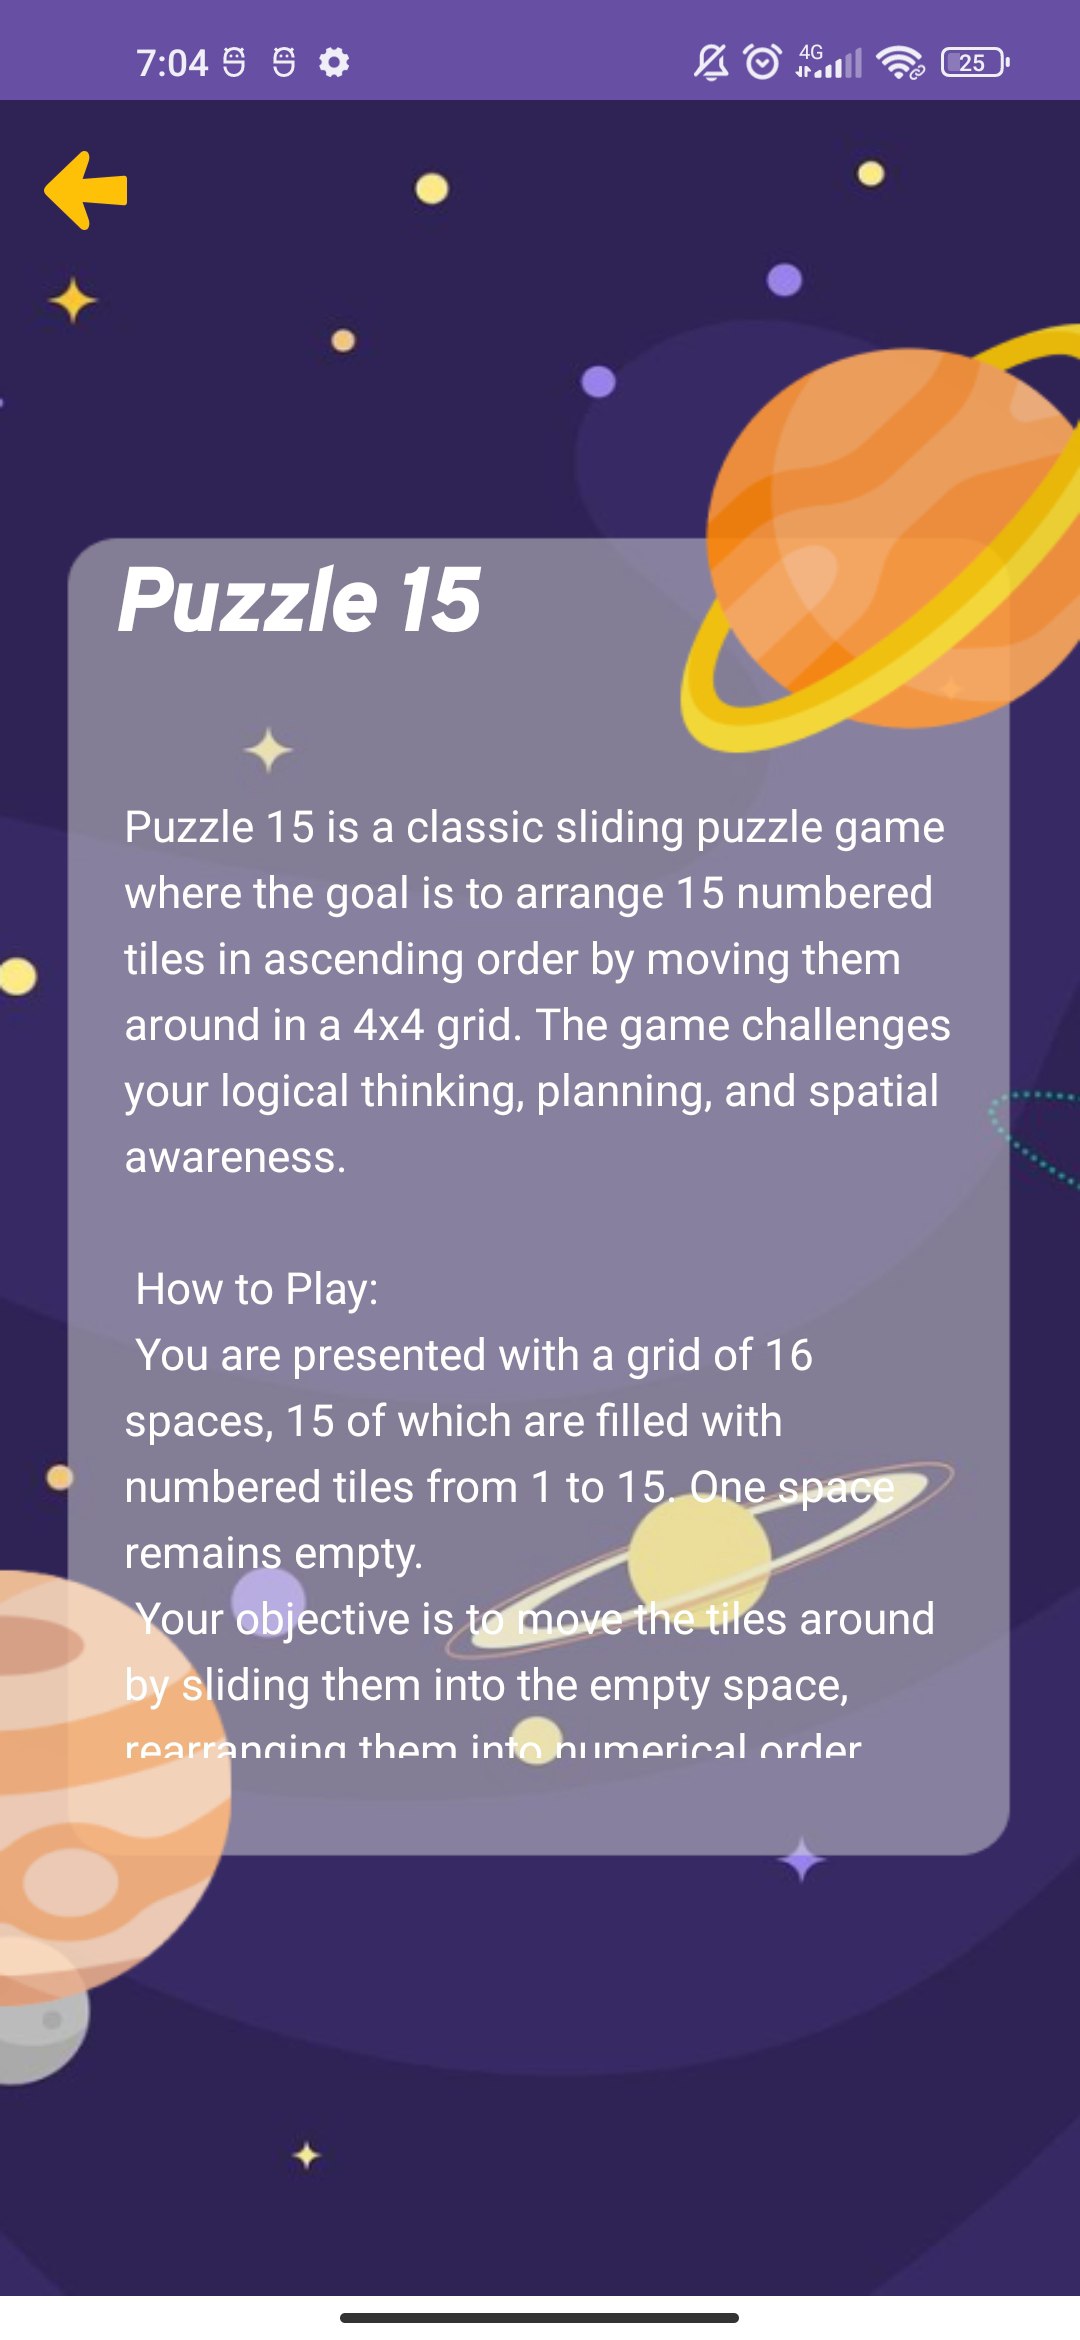 7:04
4G
25
Puzzle 15
Puzzle 15 is a classic sliding puzzle game
where the goal is to arrange 15 numbered
tiles in ascending order by moving them
around in a 4x4 grid. The game challenges
your logical thinking, planning, and spatial
awareness.
How to Play:
You are presented with a grid of 16
spaces, 15 of which are filled with
numbered tiles from 1 to 15. One space
remains empty.
Your objective is to move the tiles around
by sliding them into the empty space,
rearranging them into numerical order